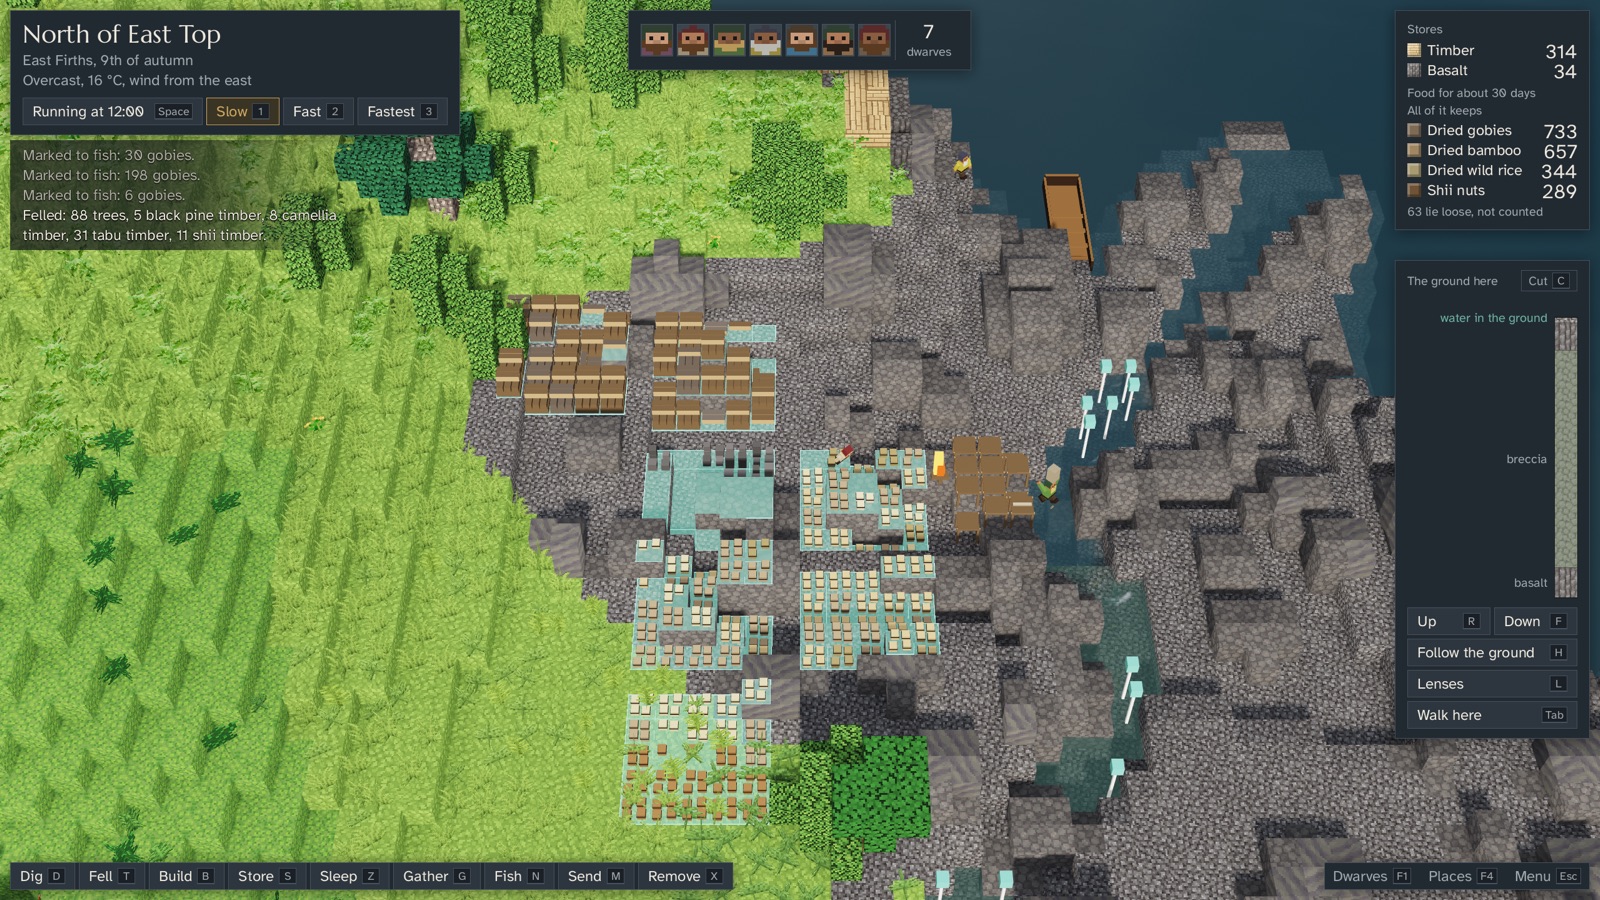 North of East Top
East Firths, 9th of autumn
Overcast, 16 °C, wind from the east
Running at 12:00 Space
Slow 1
Fast 2
Fastest 3
Marked to fish: 30 gobies.
Marked to fish: 198 gobies.
Marked to fish: 6 gobies.
Felled: 88 trees, 5 black pine timber, 8 camellia
timber, 31 tabu timber, 11 shii timber.
7
dwarves
Stores
Timber 314
Basalt 34
Food for about 30 days
All of it keeps
Dried gobies 733
Dried bamboo 657
Dried wild rice 344
Shii nuts 289
63 lie loose, not counted
The ground here Cut C
water in the ground
breccia
basalt
Up R Down F
Follow the ground H
Lenses L
Walk here Tab
Dig D Fell T Build B Store S Sleep Z Gather G Fish N Send M Remove X
Dwarves F1 Places F4 Menu Esc